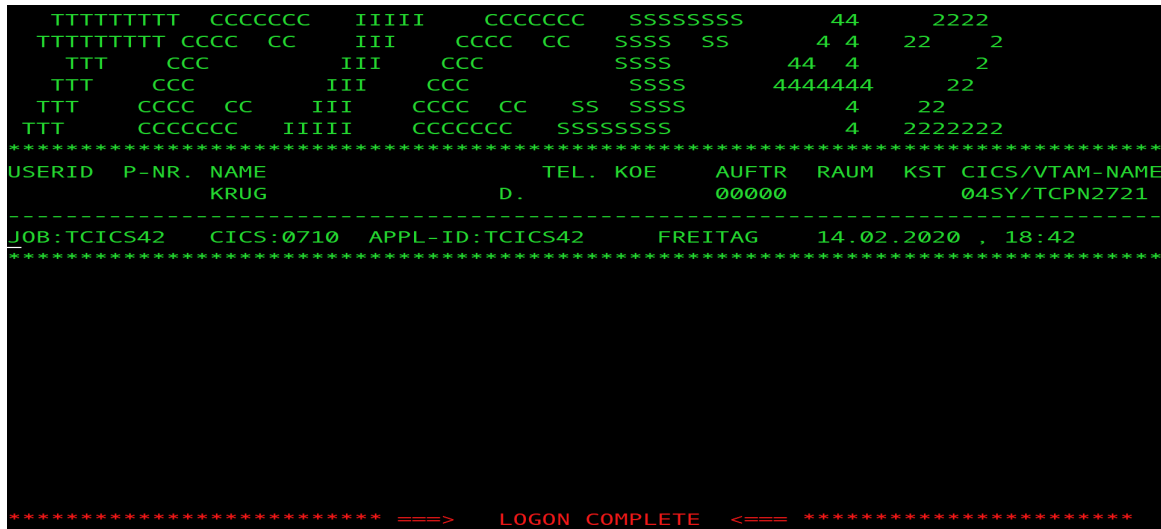 TTTTTTTTT  CCCCCCC   IIIII    CCCCCCC   SSSSSSSS      44     2222
  TTTTTTTTT CCCC  CC    III    CCCC  CC   SSSS  SS      4 4   22    2
    TTT    CCC         III    CCC         SSSS        44  4        2
   TTT    CCC         III    CCC           SSSS      4444444     22
  TTT    CCCC  CC    III    CCCC  CC   SS  SSSS           4    22
 TTT     CCCCCCC   IIIII    CCCCCCC   SSSSSSSS            4   2222222
********************************************************************************
USERID  P-NR. NAME                   TEL. KOE    AUFTR  RAUM  KST CICS/VTAM-NAME
              KRUG                D.             00000            04SY/TCPN2721
--------------------------------------------------------------------------------
JOB:TCICS42   CICS:0710  APPL-ID:TCICS42     FREITAG    14.02.2020 , 18:42
********************************************************************************
************************** ===>   LOGON COMPLETE  <=== ***********************